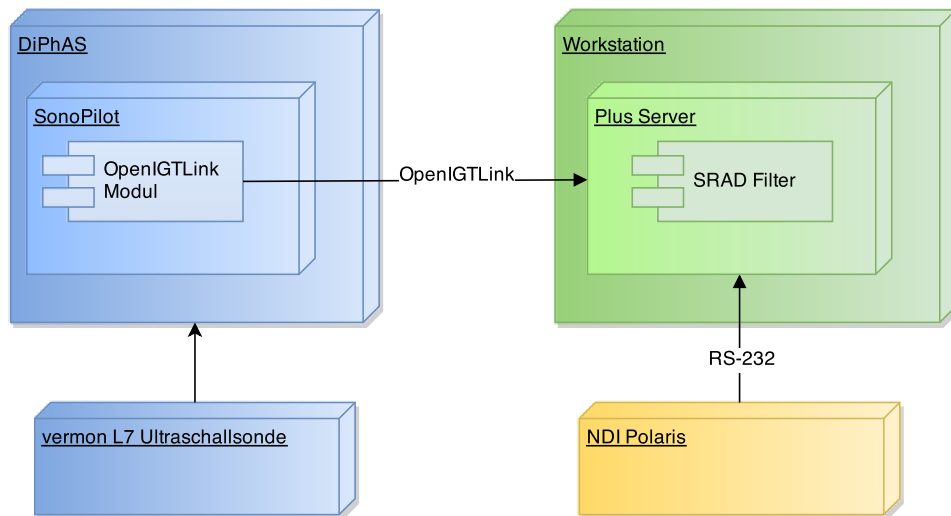 DiPhAS
SonoPilot
OpenIGTLink
Modul
OpenIGTLink
Workstation
Plus Server
SRAD Filter
RS-232
vermon L7 Ultraschallsonde
NDI Polaris